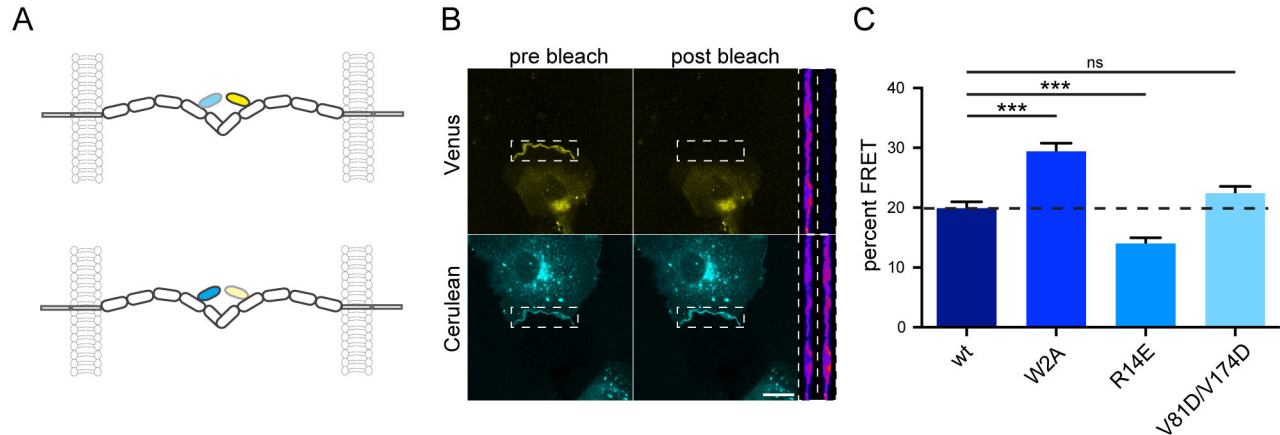 A
B
pre bleach
post bleach
Venus
Cerulean
C
ns
***
***
percent FRET
40
30
20
10
0
wt
W2A
R14E
V81D/V174D